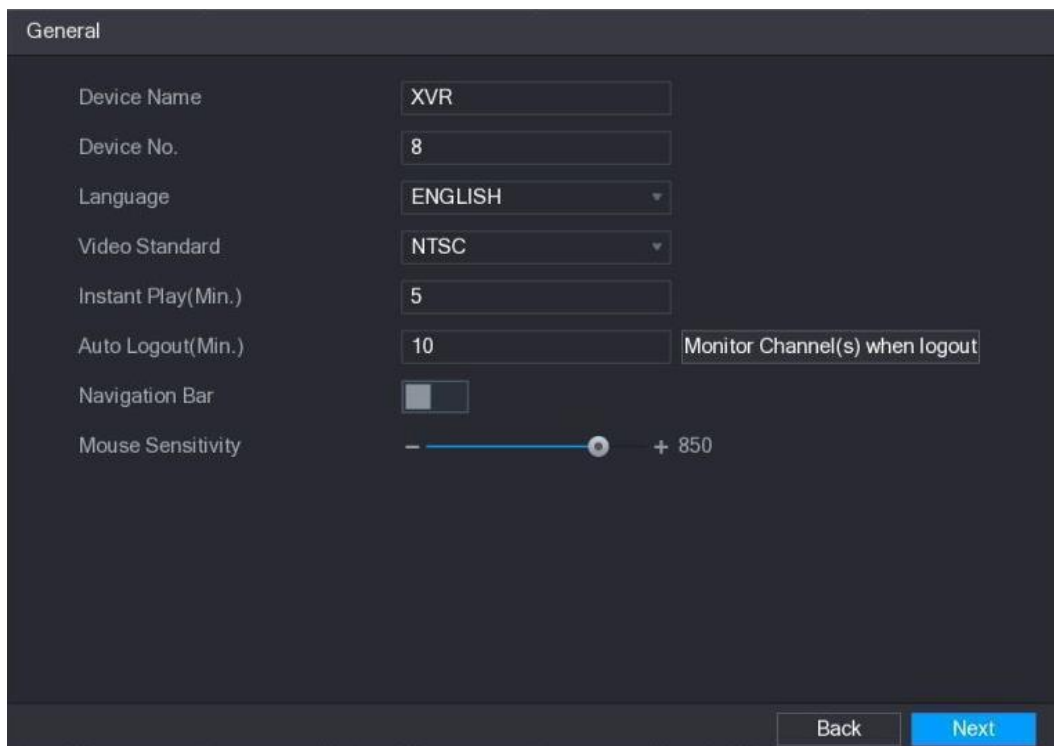 General
Device Name XVR
Device No. 8
Language ENGLISH
Video Standard NTSC
Instant Play(Min.) 5
Auto Logout(Min.) 10 Monitor Channel(s) when logout
Navigation Bar
Mouse Sensitivity − + 850
Back Next